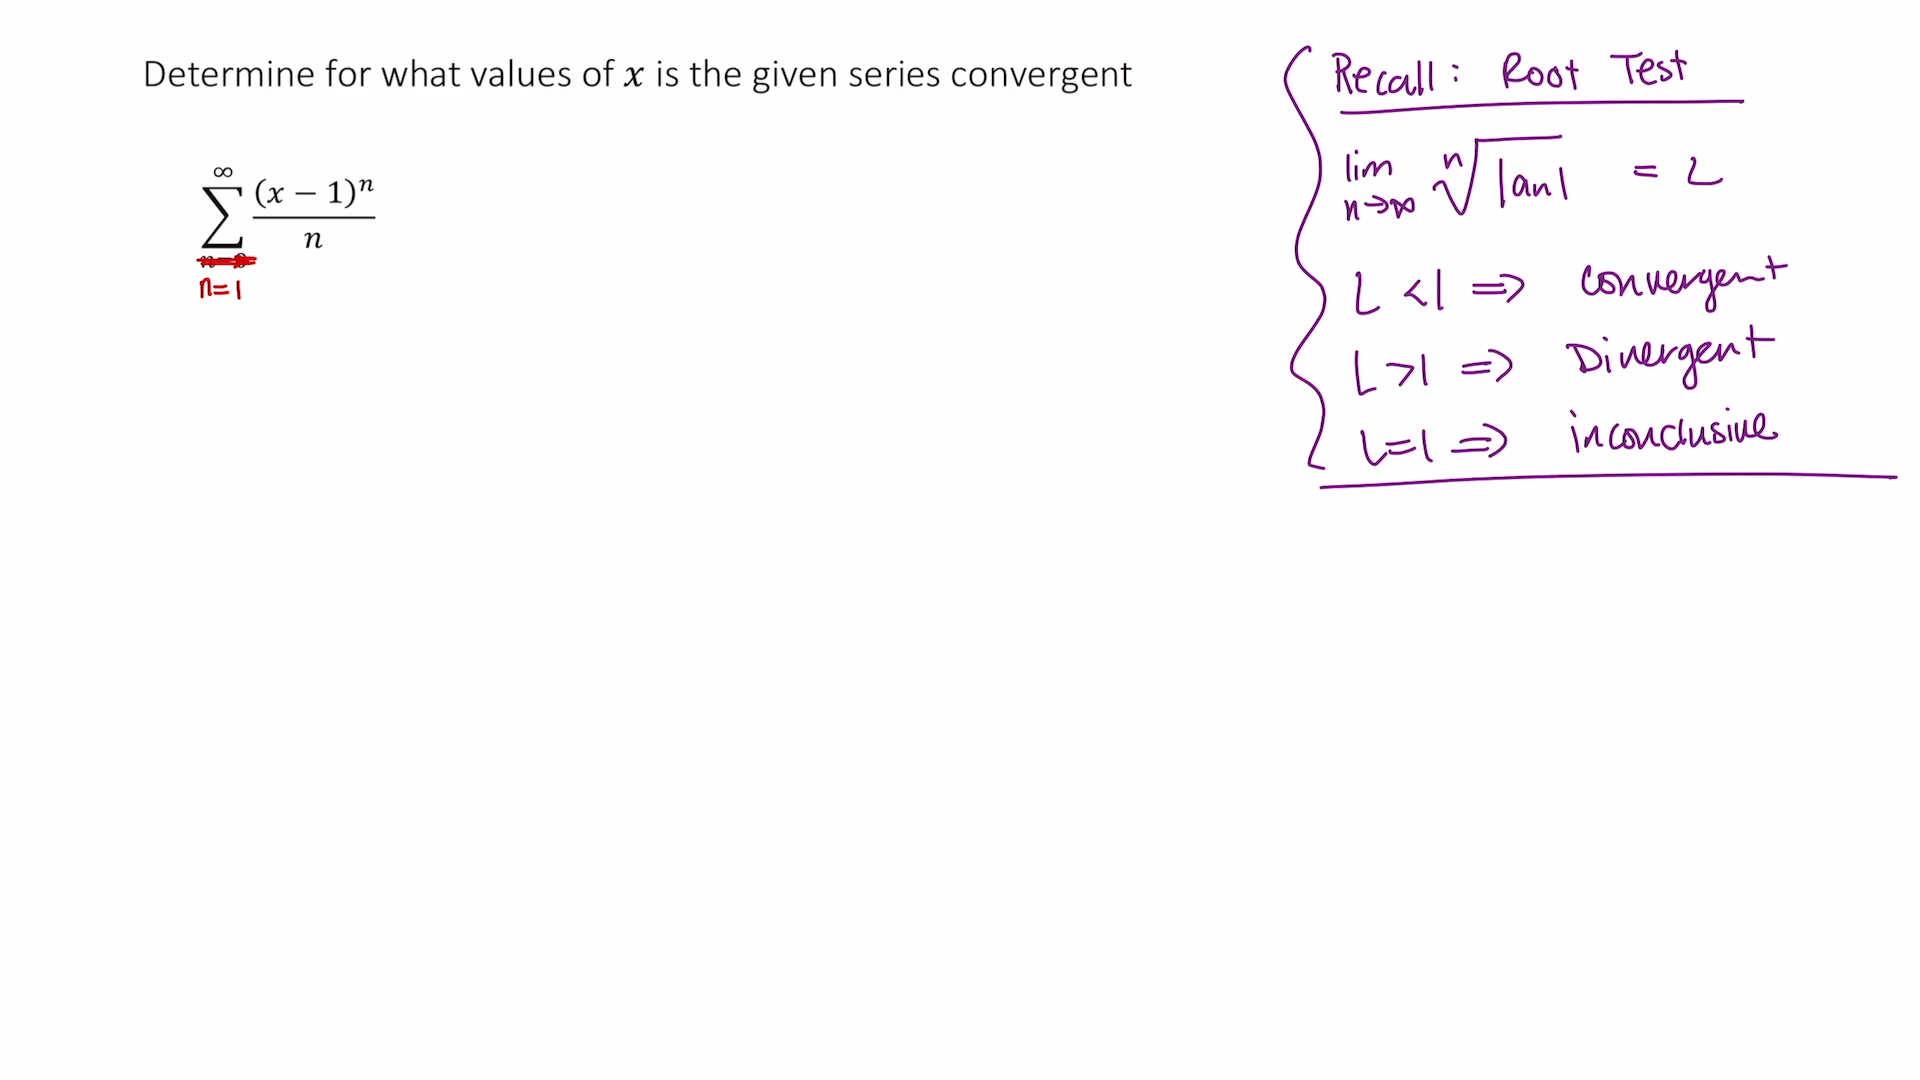 Determine for what values of x is the given series convergent
∞
∑ (x − 1)ⁿ / n
n=1
Recall: Root Test
lim n→∞ ⁿ√|an| = L
L < 1 => convergent
L > 1 => Divergent
L = 1 => inconclusive